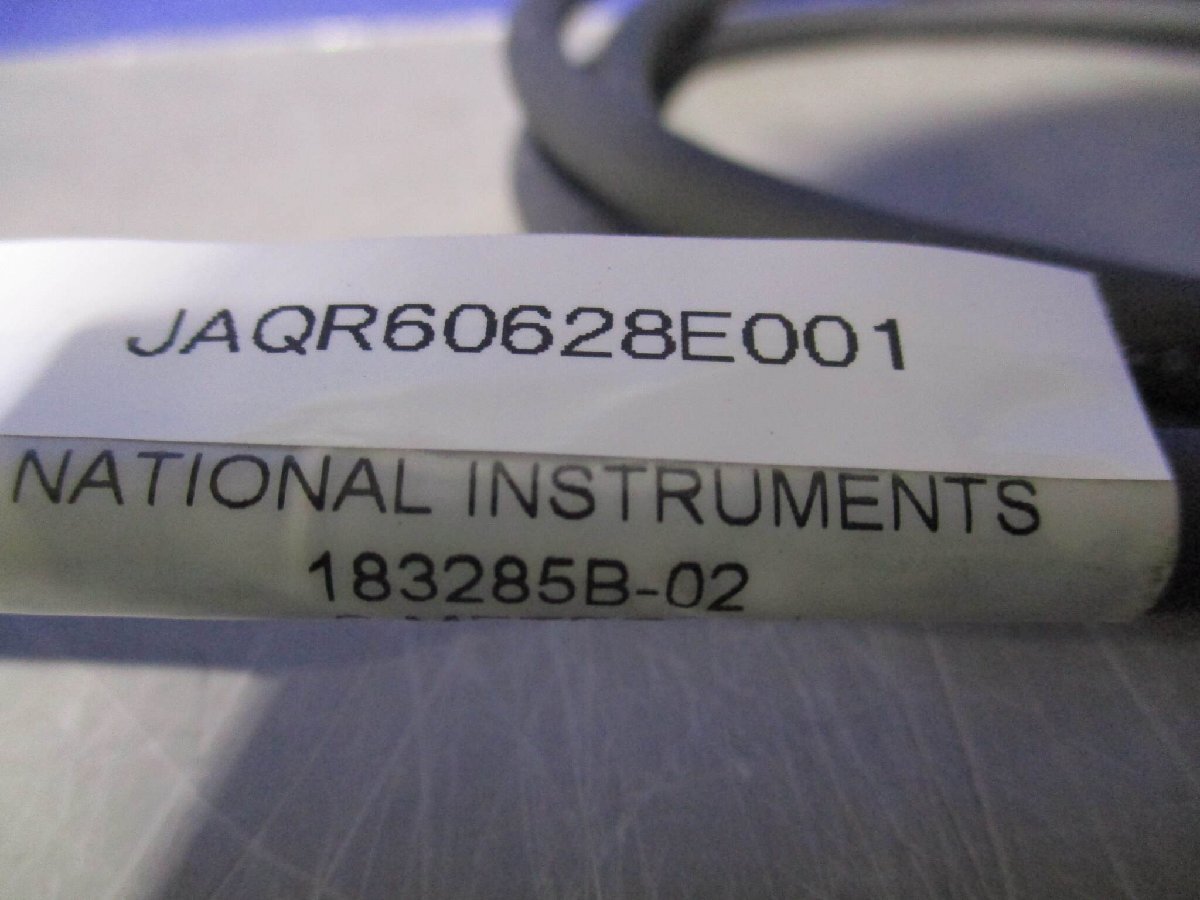 JAQR60628E001
NATIONAL INSTRUMENTS
183285B-02